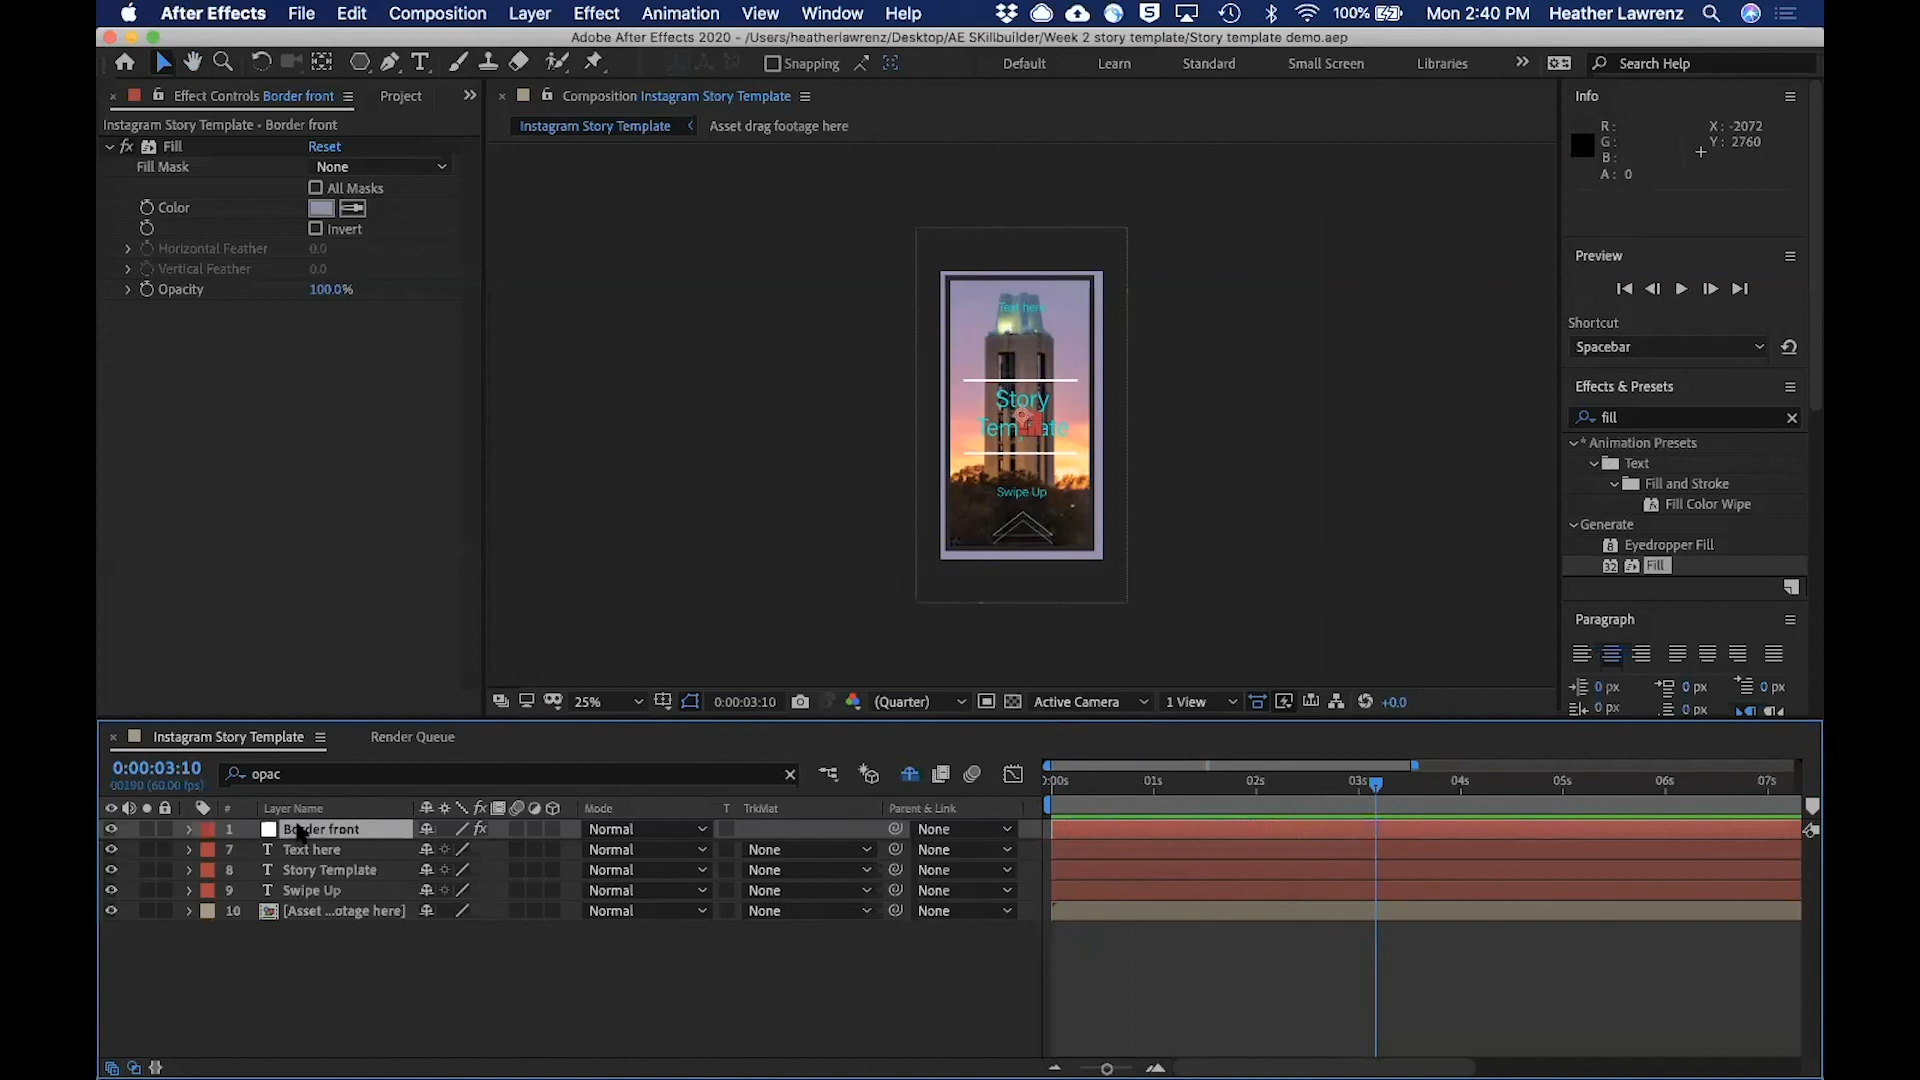 After Effects File Edit Composition Layer Effect Animation View Window Help 100% Mon 2:40 PM Heather Lawrenz
Adobe After Effects 2020 - /Users/heatherlawrenz/Desktop/AE SKillbuilder/Week 2 story template/Story template demo.aep
Snapping Default Learn Standard Small Screen Libraries Search Help
Effect Controls Border front Project
Composition Instagram Story Template
Info
Instagram Story Template • Border front
Instagram Story Template Asset drag footage here
R: X: -2072
G: Y: 2760
B:
A: 0
fx Fill Reset
Fill Mask None
All Masks
Color
Invert
Horizontal Feather 0.0
Vertical Feather 0.0
Opacity 100.0%
Text here
Story
Swipe Up
Preview
Shortcut
Spacebar
Effects & Presets
fill
* Animation Presets
Text
Fill and Stroke
Fill Color Wipe
Generate
Eyedropper Fill
32 Fill
Paragraph
0 px 0 px 0 px
0 px 0 px
25% 0:00:03:10 (Quarter) Active Camera 1 View +0.0
Instagram Story Template Render Queue
0:00:03:10
00190 (60.00 fps)
opac
:00s 01s 02s 03s 04s 05s 06s 07s
# Layer Name fx Mode T TrkMat Parent & Link
1 Border front fx Normal None
7 T Text here Normal None None
8 T Story Template Normal None None
9 T Swipe Up Normal None None
10 [Asset ...otage here] Normal None None